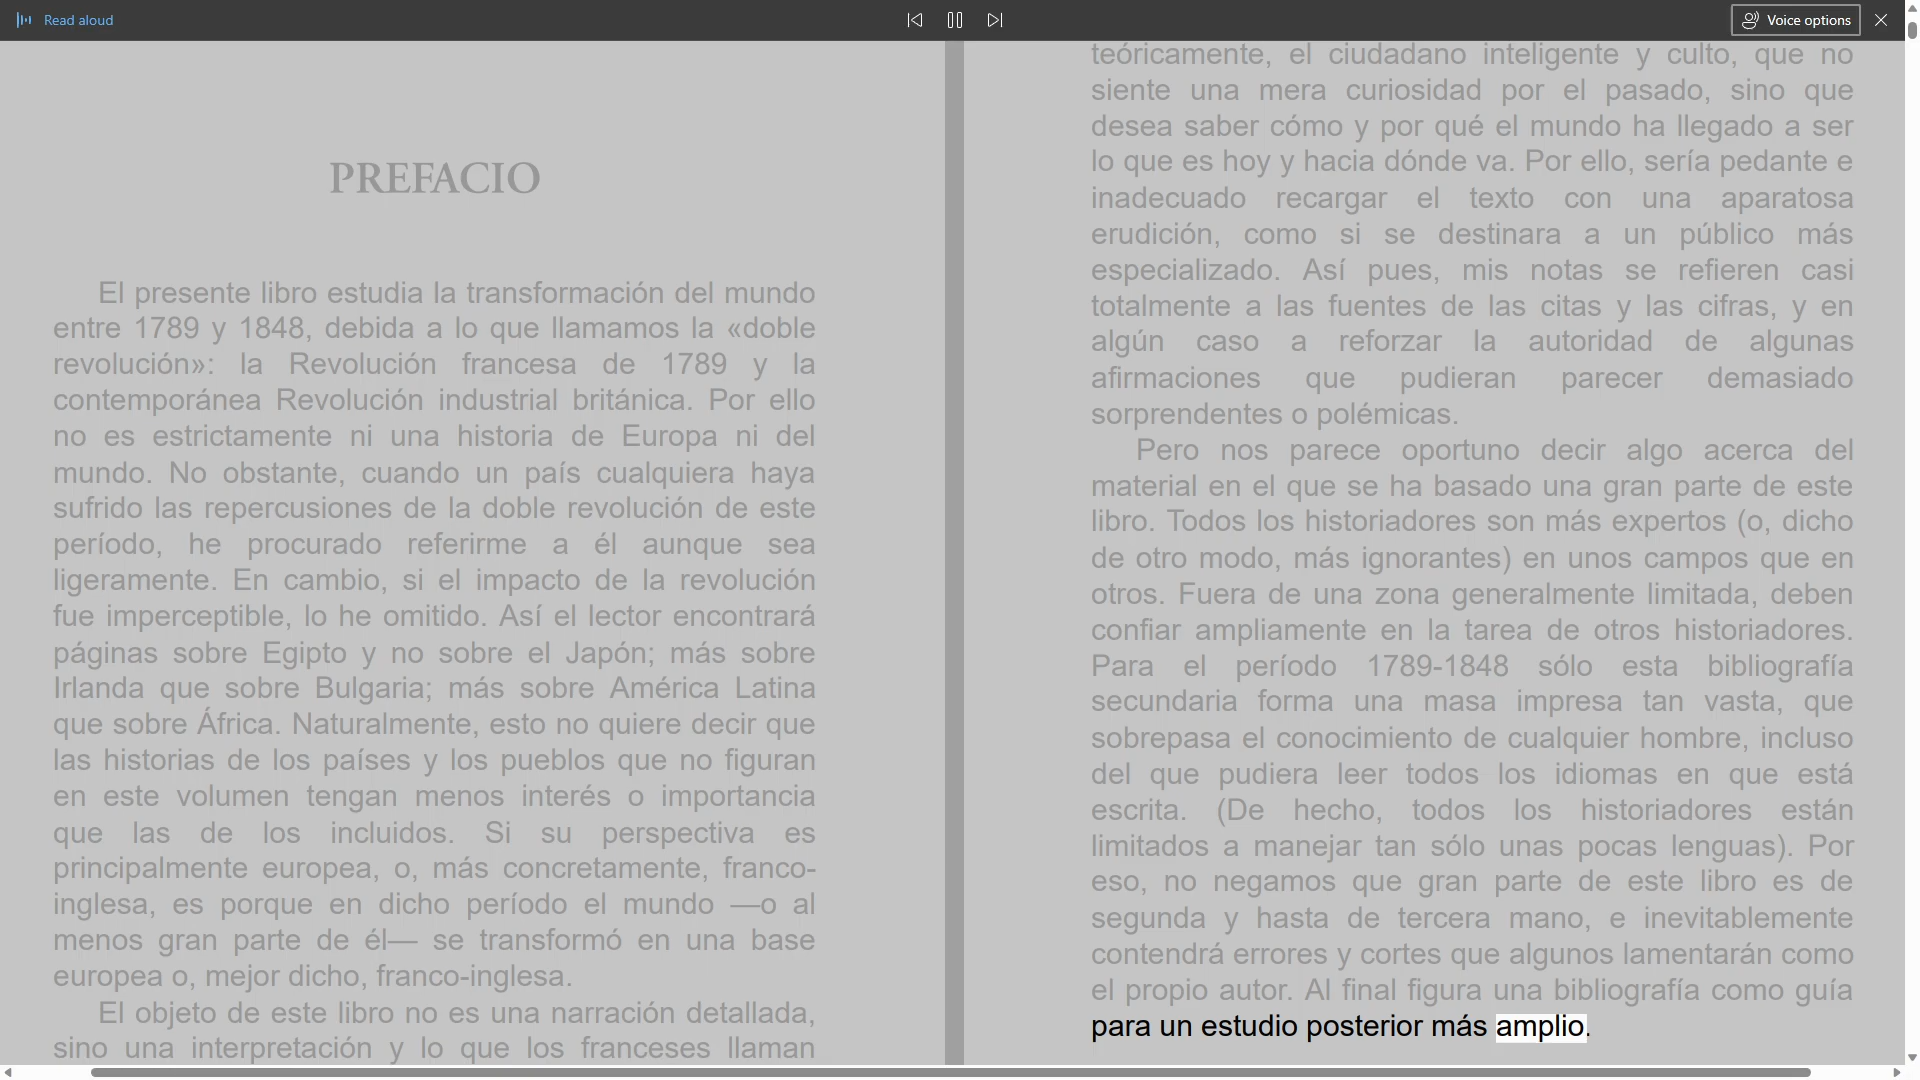 Read aloud
Voice options
PREFACIO
El presente libro estudia la transformación del mundo
entre 1789 y 1848, debida a lo que llamamos la «doble
revolución»: la Revolución francesa de 1789 y la
contemporánea Revolución industrial británica. Por ello
no es estrictamente ni una historia de Europa ni del
mundo. No obstante, cuando un país cualquiera haya
sufrido las repercusiones de la doble revolución de este
período, he procurado referirme a él aunque sea
ligeramente. En cambio, si el impacto de la revolución
fue imperceptible, lo he omitido. Así el lector encontrará
páginas sobre Egipto y no sobre el Japón; más sobre
Irlanda que sobre Bulgaria; más sobre América Latina
que sobre África. Naturalmente, esto no quiere decir que
las historias de los países y los pueblos que no figuran
en este volumen tengan menos interés o importancia
que las de los incluidos. Si su perspectiva es
principalmente europea, o, más concretamente, franco-
inglesa, es porque en dicho período el mundo —o al
menos gran parte de él— se transformó en una base
europea o, mejor dicho, franco-inglesa.
El objeto de este libro no es una narración detallada,
sino una interpretación y lo que los franceses llaman
teóricamente, el ciudadano inteligente y culto, que no
siente una mera curiosidad por el pasado, sino que
desea saber cómo y por qué el mundo ha llegado a ser
lo que es hoy y hacia dónde va. Por ello, sería pedante e
inadecuado recargar el texto con una aparatosa
erudición, como si se destinara a un público más
especializado. Así pues, mis notas se refieren casi
totalmente a las fuentes de las citas y las cifras, y en
algún caso a reforzar la autoridad de algunas
afirmaciones que pudieran parecer demasiado
sorprendentes o polémicas.
Pero nos parece oportuno decir algo acerca del
material en el que se ha basado una gran parte de este
libro. Todos los historiadores son más expertos (o, dicho
de otro modo, más ignorantes) en unos campos que en
otros. Fuera de una zona generalmente limitada, deben
confiar ampliamente en la tarea de otros historiadores.
Para el período 1789-1848 sólo esta bibliografía
secundaria forma una masa impresa tan vasta, que
sobrepasa el conocimiento de cualquier hombre, incluso
del que pudiera leer todos los idiomas en que está
escrita. (De hecho, todos los historiadores están
limitados a manejar tan sólo unas pocas lenguas). Por
eso, no negamos que gran parte de este libro es de
segunda y hasta de tercera mano, e inevitablemente
contendrá errores y cortes que algunos lamentarán como
el propio autor. Al final figura una bibliografía como guía
para un estudio posterior más amplio.